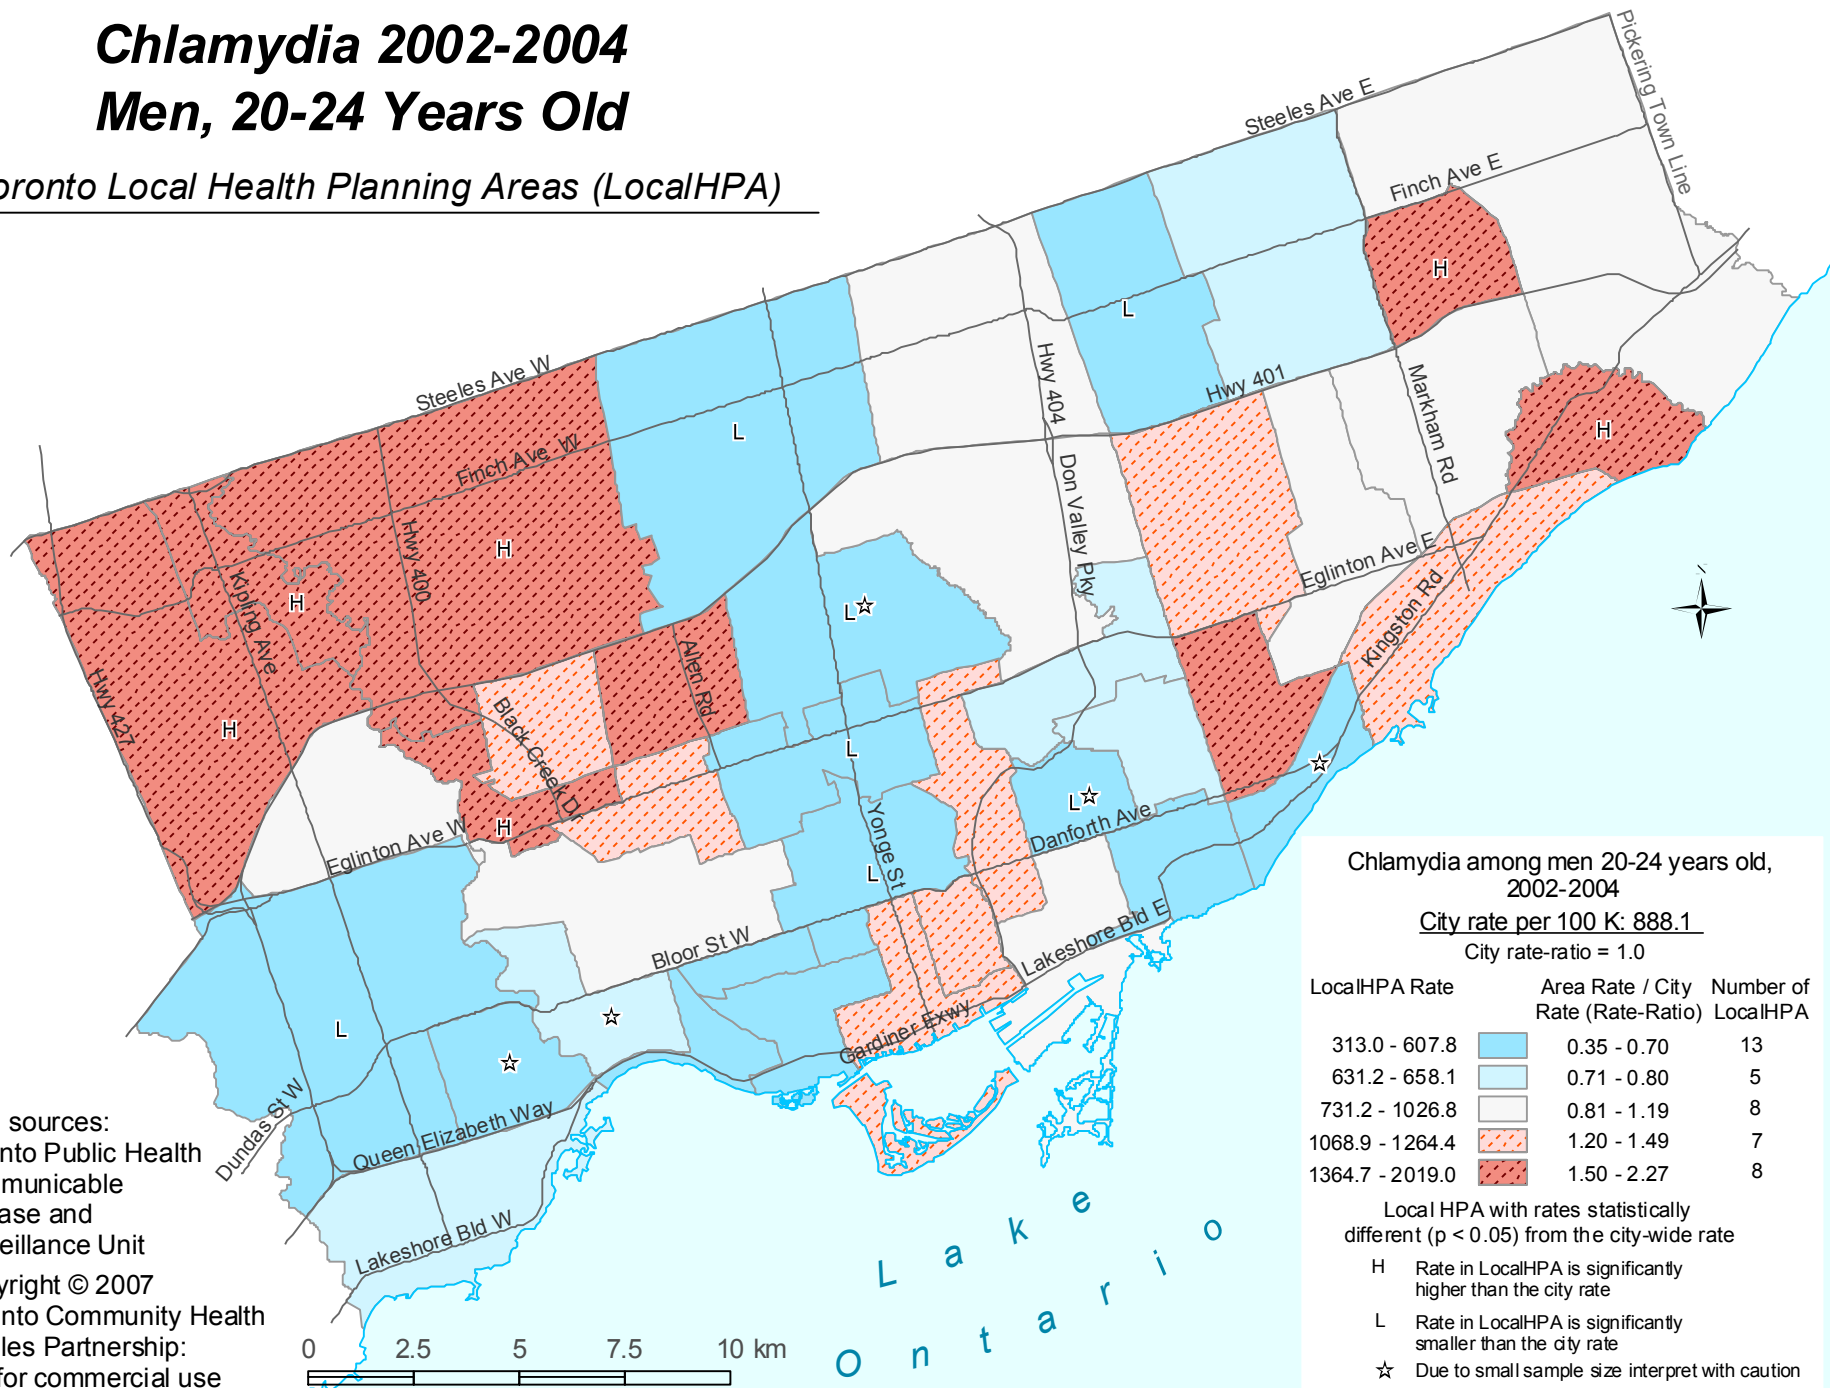 Chlamydia 2002-2004
Men, 20-24 Years Old
oronto Local Health Planning Areas (LocalHPA)
Pickering Town Line
Steeles Ave E
Finch Ave E
Steeles Ave W
Finch Ave W
Hwy 404
Hwy 401
Markham Rd
Hwy 400
Don Valley Pky
Eglinton Ave E
Kingston Rd
Kipling Ave
Hwy 427
Allen Rd
Black Creek Dr
Eglinton Ave W
Yonge St
Danforth Ave
Bloor St W
Lakeshore Bld E
Gardiner Exwy
Dundas St W
Queen Elizabeth Way
Lakeshore Bld W
H
H
L
L
H
H
H
H
L
L
L
L
L
H
Lake
Ontario
N
sources:
nto Public Health
municable
ase and
eillance Unit
yright © 2007
nto Community Health
les Partnership:
for commercial use
0 2.5 5 7.5 10 km
Chlamydia among men 20-24 years old,
2002-2004
City rate per 100 K: 888.1
City rate-ratio = 1.0
LocalHPA Rate Area Rate / City Number of
Rate (Rate-Ratio) LocalHPA
313.0 - 607.8 0.35 - 0.70 13
631.2 - 658.1 0.71 - 0.80 5
731.2 - 1026.8 0.81 - 1.19 8
1068.9 - 1264.4 1.20 - 1.49 7
1364.7 - 2019.0 1.50 - 2.27 8
Local HPA with rates statistically
different (p < 0.05) from the city-wide rate
H Rate in LocalHPA is significantly
higher than the city rate
L Rate in LocalHPA is significantly
smaller than the city rate
☆ Due to small sample size interpret with caution